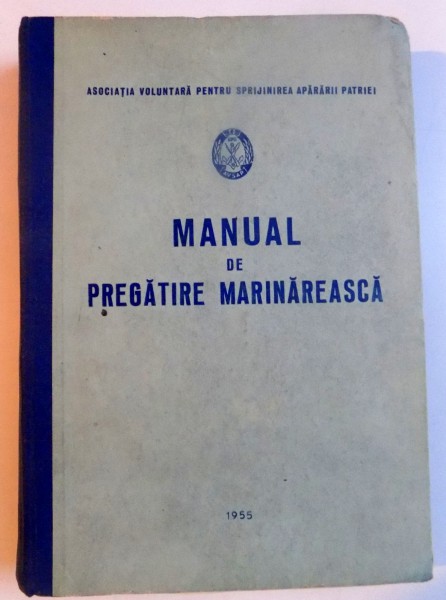 ASOCIAȚIA VOLUNTARĂ PENTRU SPRIJINIREA APĂRĂRII PATRIEI
MANUAL
DE
PREGĂTIRE MARINĂREASCĂ
1955